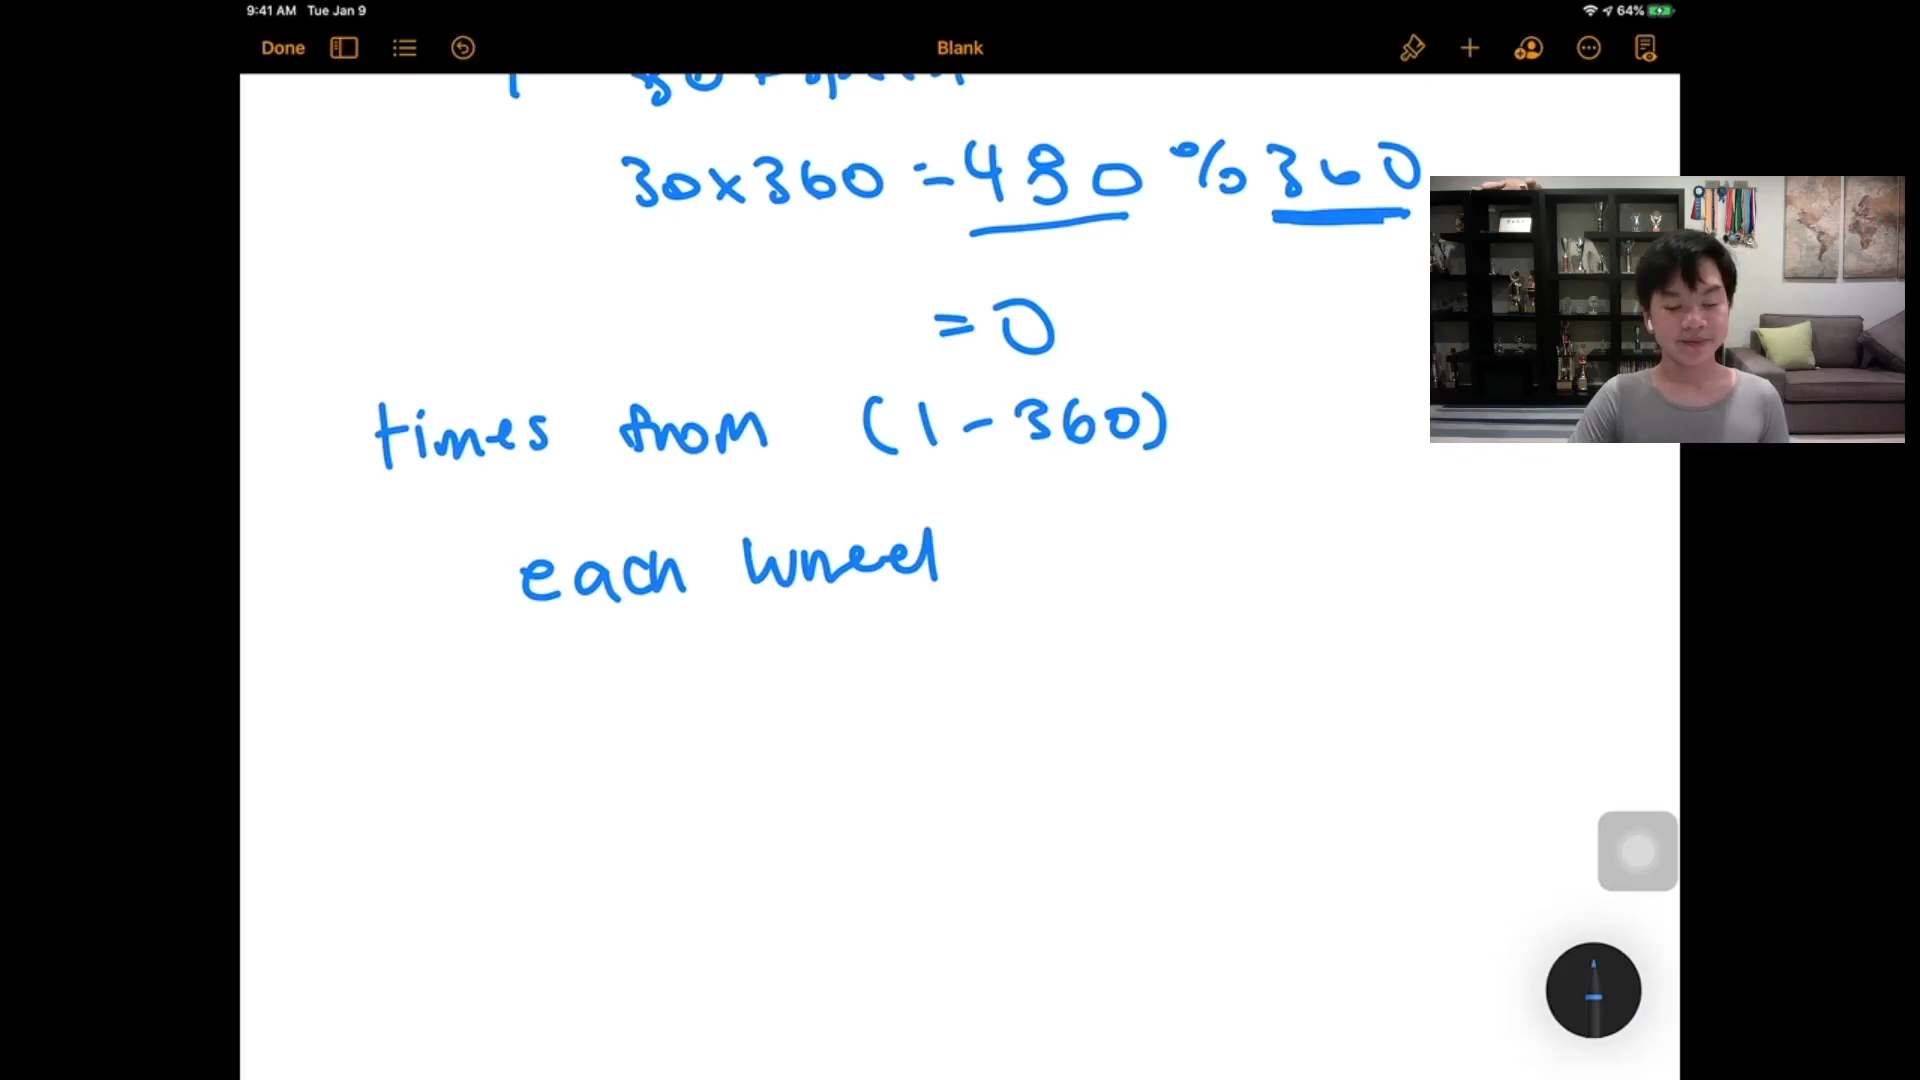 9:41 AM Tue Jan 9
64%
Done
Blank
30x360 = 480 % 360
= 0
times from (1-360)
each wheel